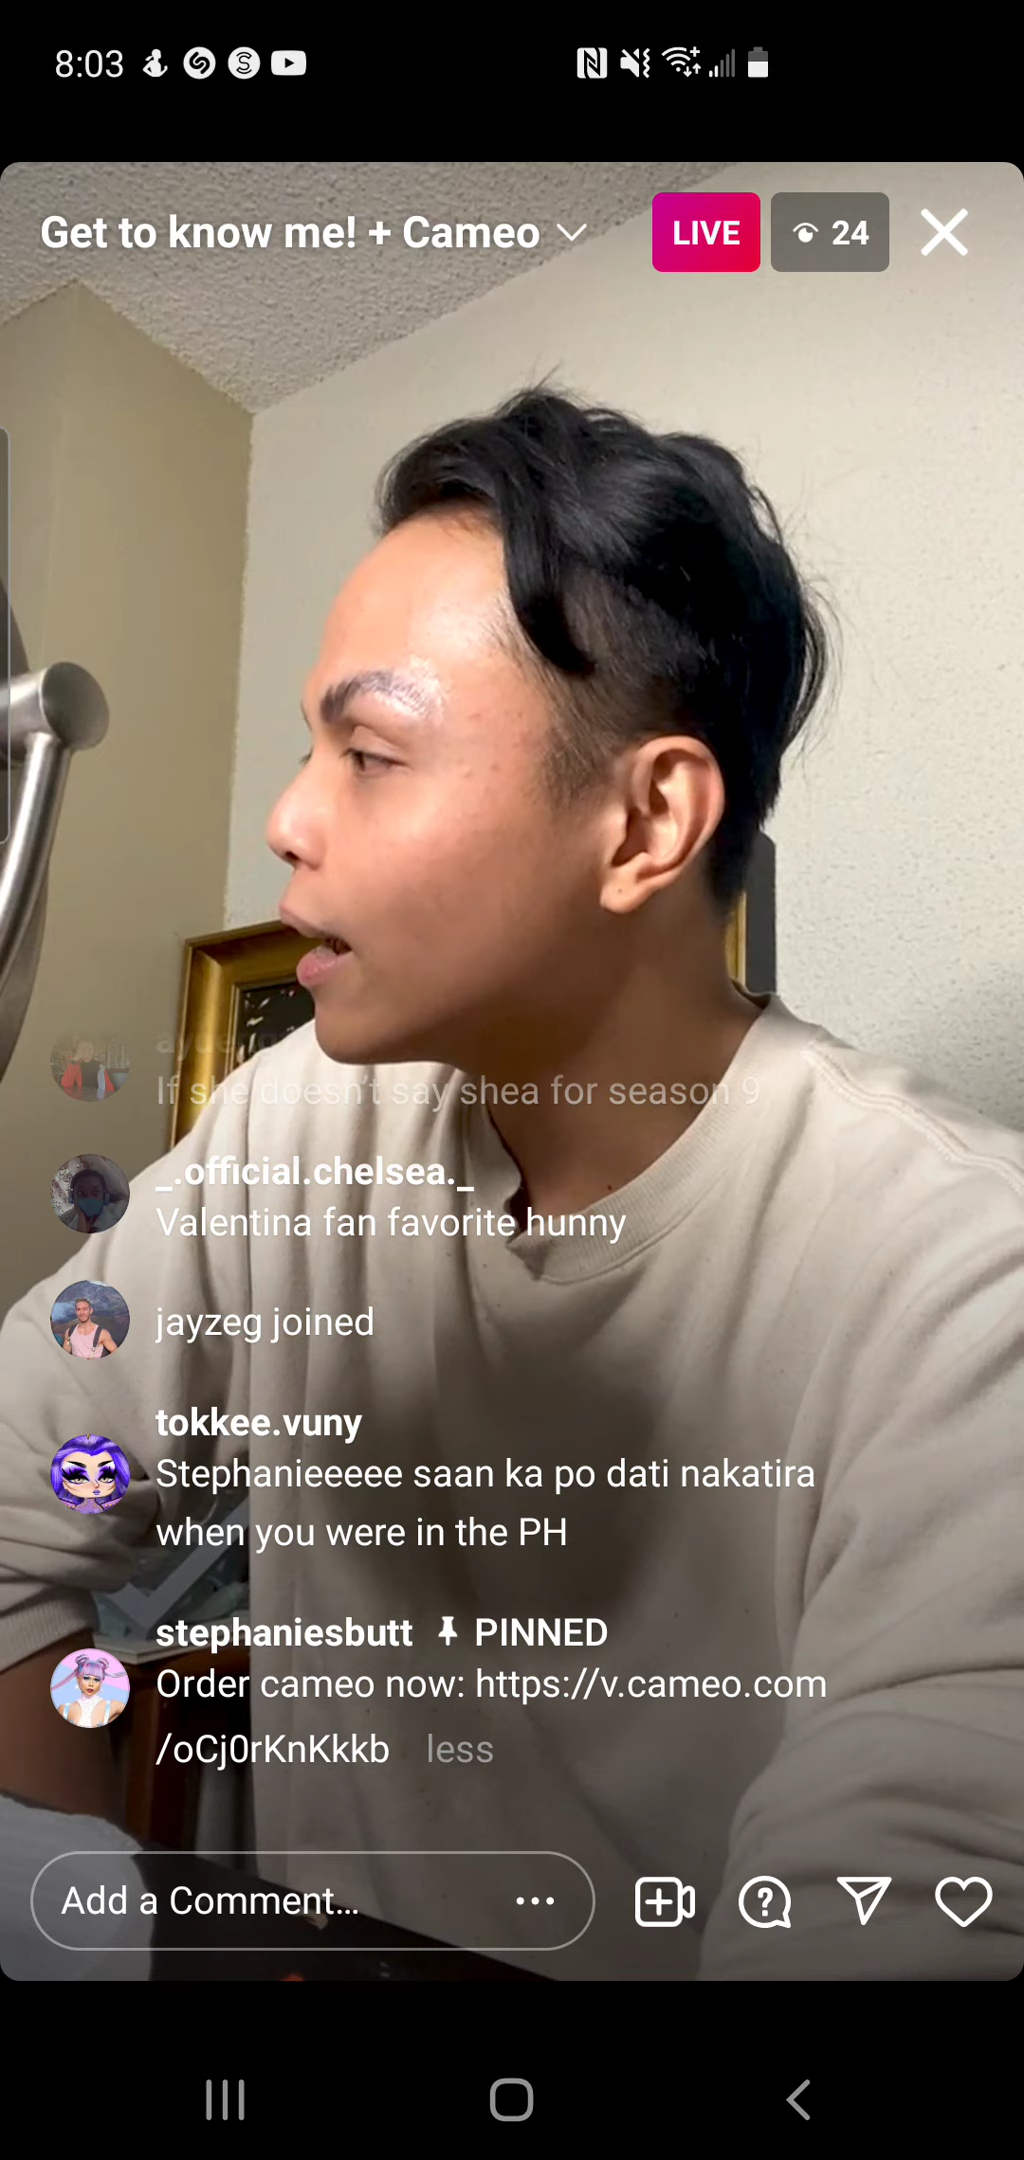 8:03
Get to know me! + Cameo
LIVE
24
If she doesn't say shea for season 9
_.official.chelsea._
Valentina fan favorite hunny
jayzeg joined
tokkee.vuny
Stephanieeeee saan ka po dati nakatira
when you were in the PH
stephaniesbutt PINNED
Order cameo now: https://v.cameo.com
/oCj0rKnKkkb less
Add a Comment...